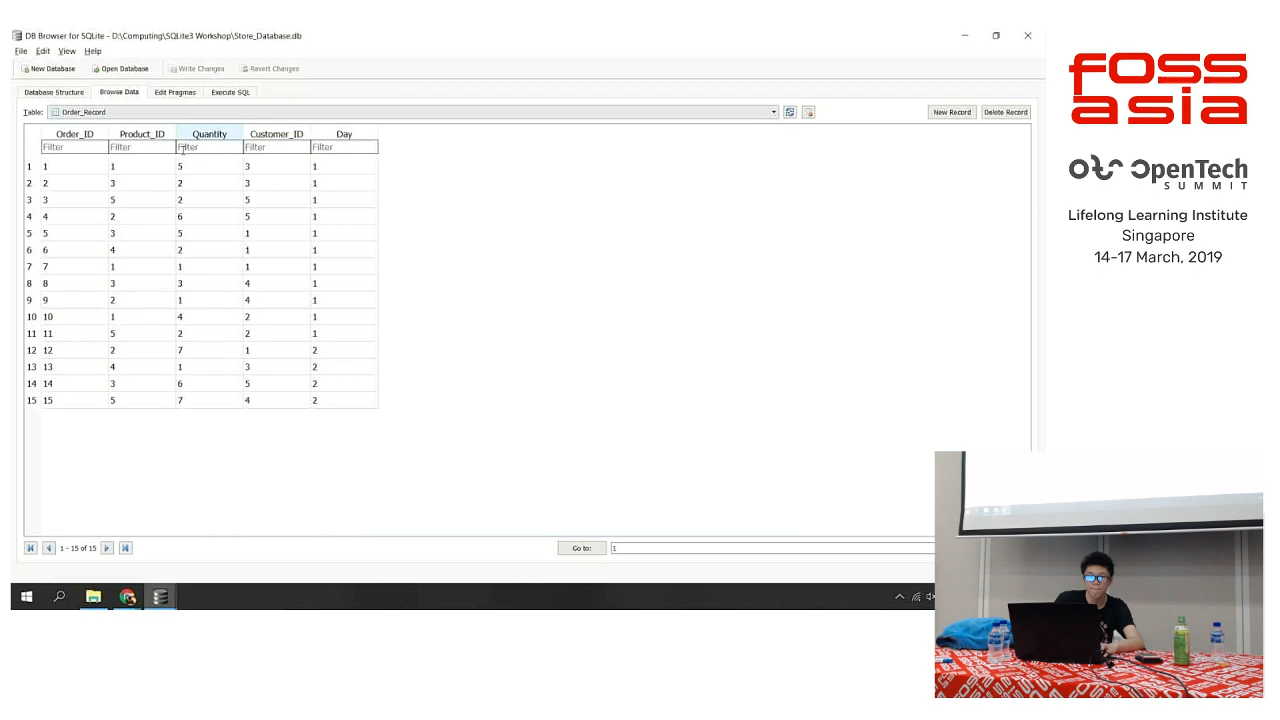 DB Browser for SQLite - D:\Computing\SQLite3 Workshop\Store_Database.db
File Edit View Help
New Database Open Database Write Changes Revert Changes
Database Structure Browse Data Edit Pragmas Execute SQL
Table: Order_Record New Record Delete Record
Order_ID Product_ID Quantity Customer_ID Day
Filter Filter Filter Filter Filter
1 1 1 5 3 1
2 2 3 2 3 1
3 3 5 2 5 1
4 4 2 6 5 1
5 5 3 5 1 1
6 6 4 2 1 1
7 7 1 1 1 1
8 8 3 3 4 1
9 9 2 1 4 1
10 10 1 4 2 1
11 11 5 2 2 1
12 12 2 7 1 2
13 13 4 1 3 2
14 14 3 6 5 2
15 15 5 7 4 2
1 - 15 of 15 Go to: 1
FOSS
asia
OpenTech
SUMMIT
Lifelong Learning Institute
Singapore
14-17 March, 2019